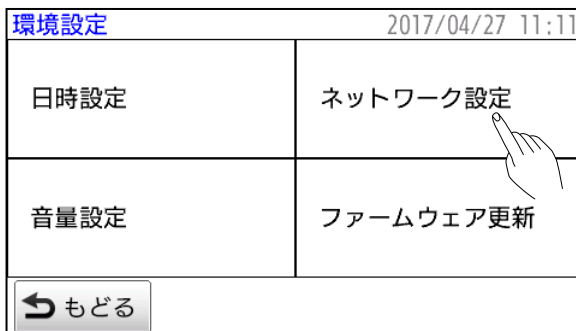 環境設定 2017/04/27 11:11
日時設定 ネットワーク設定
音量設定 ファームウェア更新
もどる